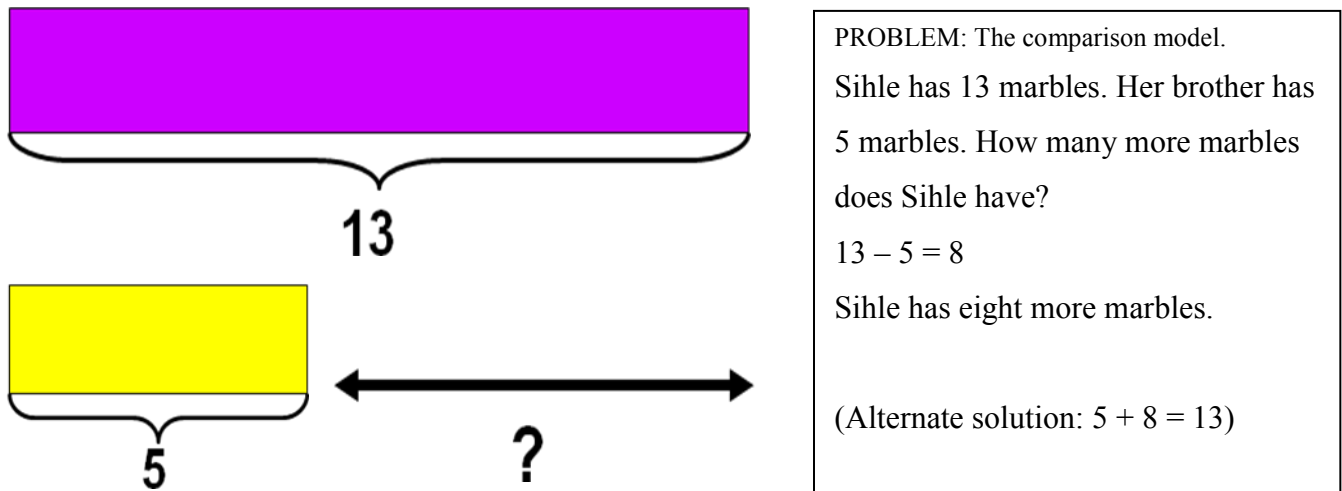 13
5
?
PROBLEM: The comparison model.
Sihle has 13 marbles. Her brother has
5 marbles. How many more marbles
does Sihle have?
13 – 5 = 8
Sihle has eight more marbles.
(Alternate solution: 5 + 8 = 13)